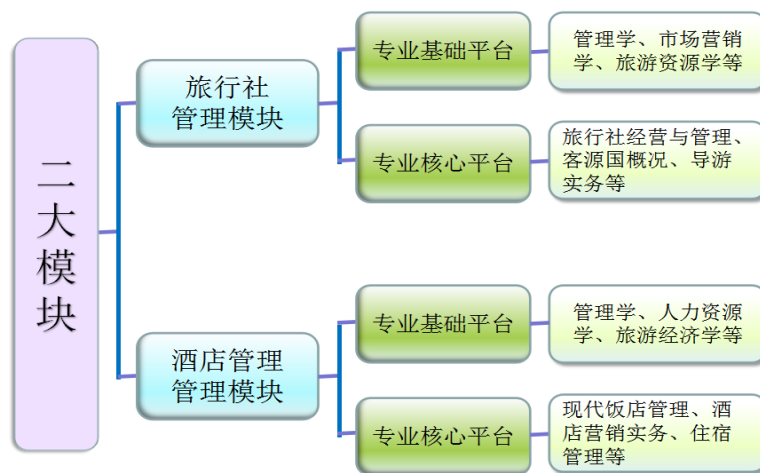 二大模块
旅行社
管理模块
专业基础平台
管理学、市场营销
学、旅游资源学等
专业核心平台
旅行社经营与管理、
客源国概况、导游
实务等
酒店管理
管理模块
专业基础平台
管理学、人力资源
学、旅游经济学等
专业核心平台
现代饭店管理、酒
店营销实务、住宿
管理等